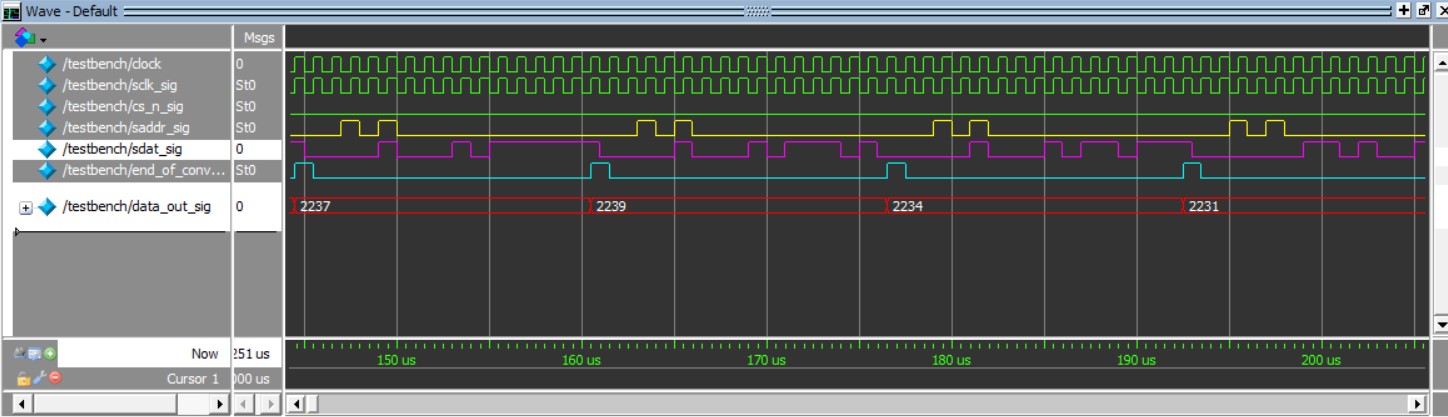 Wave - Default
Msgs
/testbench/clock 0
/testbench/sclk_sig St0
/testbench/cs_n_sig St0
/testbench/saddr_sig St0
/testbench/sdat_sig 0
/testbench/end_of_conv... St0
/testbench/data_out_sig 0 2237 2239 2234 2231
Now 251 us 150 us 160 us 170 us 180 us 190 us 200 us
Cursor 1 000 us